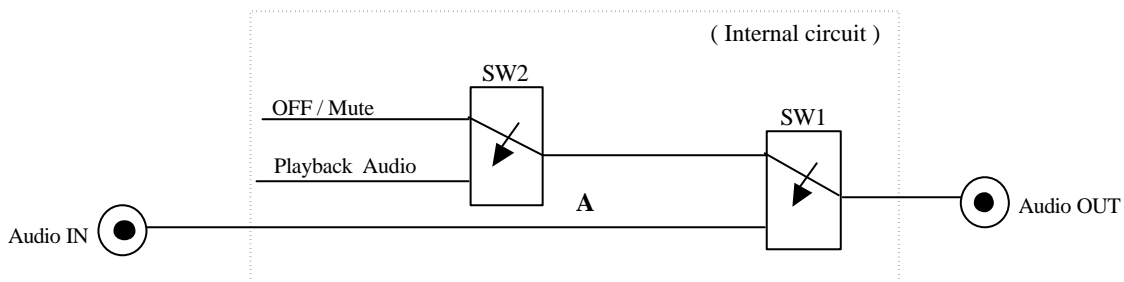 ( Internal circuit )
SW2
OFF / Mute
SW1
Playback Audio
A
Audio IN
Audio OUT